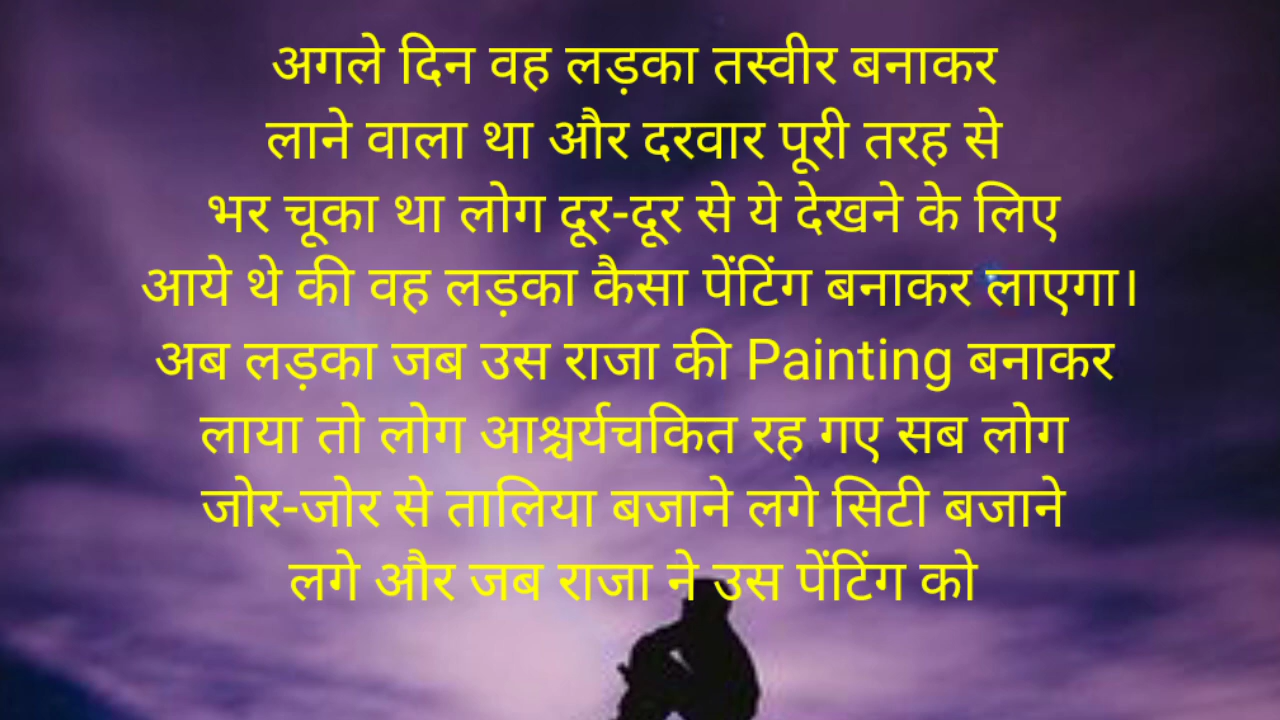 अगले दिन वह लड़का तस्वीर बनाकर
लाने वाला था और दरवार पूरी तरह से
भर चूका था लोग दूर-दूर से ये देखने के लिए
आये थे की वह लड़का कैसा पेंटिंग बनाकर लाएगा।
अब लड़का जब उस राजा की Painting बनाकर
लाया तो लोग आश्चर्यचकित रह गए सब लोग
जोर-जोर से तालिया बजाने लगे सिटी बजाने
लगे और जब राजा ने उस पेंटिंग को